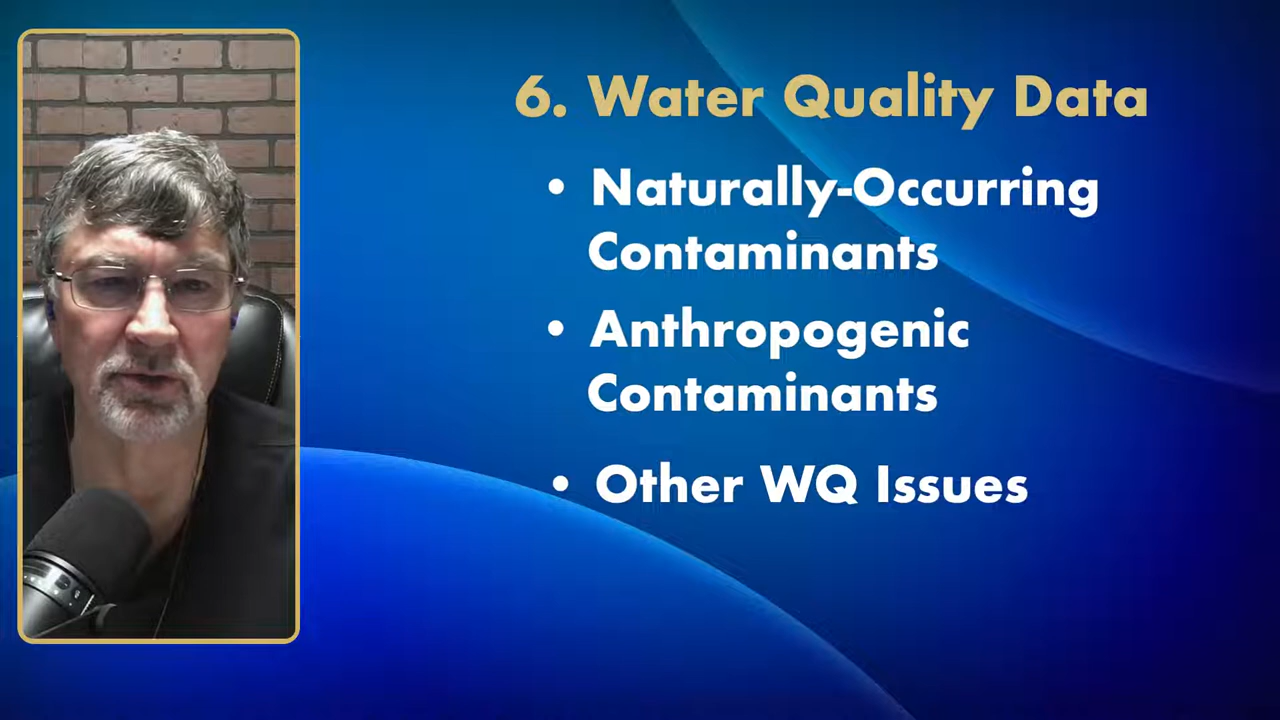 6. Water Quality Data
• Naturally-Occurring
Contaminants
• Anthropogenic
Contaminants
• Other WQ Issues